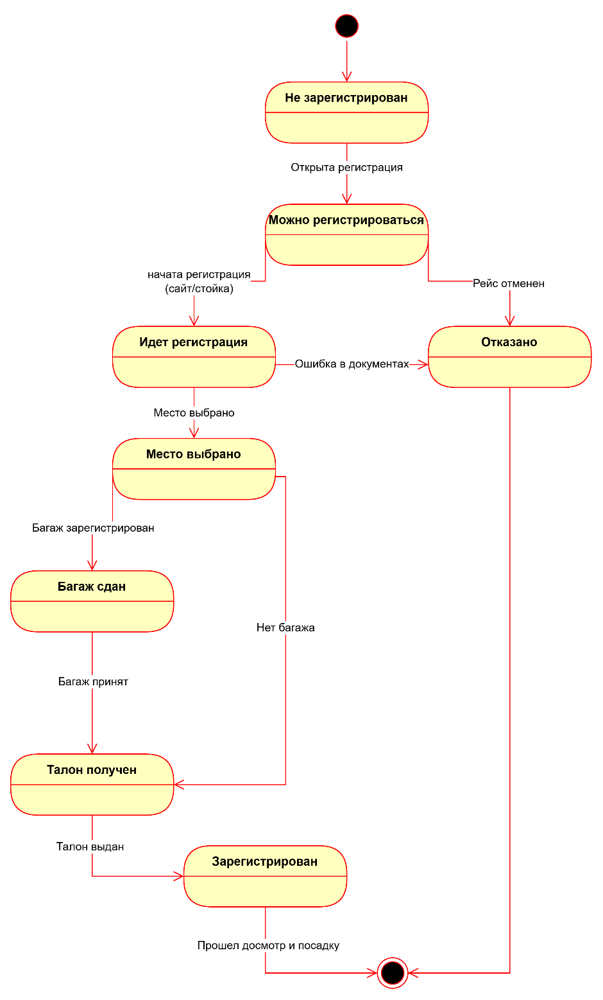 Не зарегистрирован
Открыта регистрация
Можно регистрироваться
начата регистрация
(сайт/стойка)
Рейс отменен
Идет регистрация
Отказано
Ошибка в документах
Место выбрано
Место выбрано
Багаж зарегистрирован
Багаж сдан
Нет багажа
Багаж принят
Талон получен
Талон выдан
Зарегистрирован
Прошел досмотр и посадку